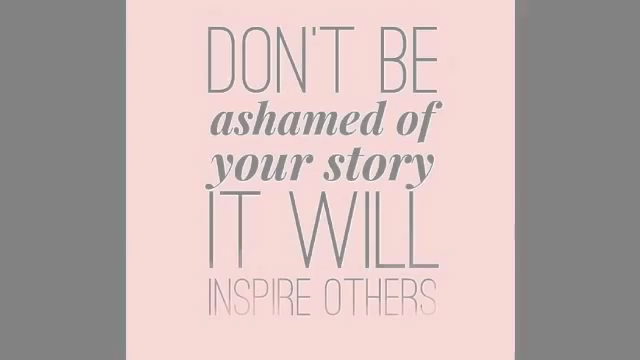 DON'T BE
ashamed of
your story
IT WILL
INSPIRE OTHERS